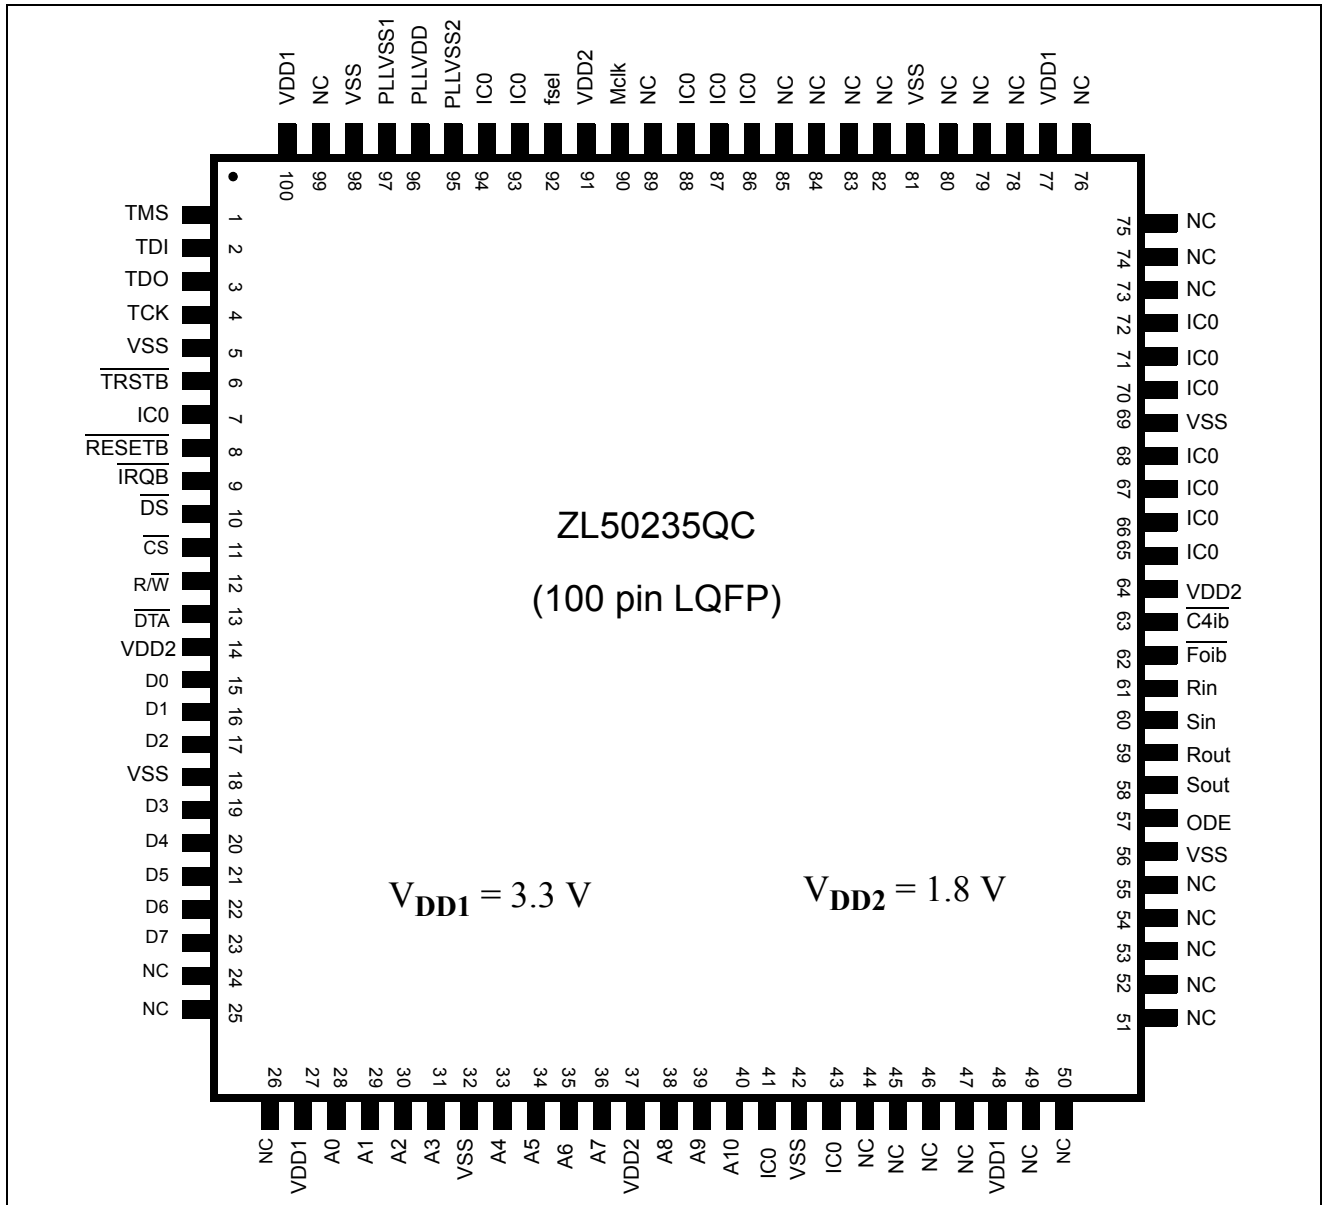 VDD1 NC VSS PLLVSS1 PLLVDD PLLVSS2 IC0 IC0 fsel VDD2 Mclk NC IC0 IC0 IC0 NC NC NC NC VSS NC NC NC VDD1 NC
100 99 98 97 96 95 94 93 92 91 90 89 88 87 86 85 84 83 82 81 80 79 78 77 76
TMS 1
TDI 2
TDO 3
TCK 4
VSS 5
TRSTB 6
IC0 7
RESETB 8
IRQB 9
DS 10
CS 11
R/W 12
DTA 13
VDD2 14
D0 15
D1 16
D2 17
VSS 18
D3 19
D4 20
D5 21
D6 22
D7 23
NC 24
NC 25
ZL50235QC
(100 pin LQFP)
VDD1 = 3.3 V
VDD2 = 1.8 V
75 NC
74 NC
73 NC
72 IC0
71 IC0
70 IC0
69 VSS
68 IC0
67 IC0
66 IC0
65 IC0
64 VDD2
63 C4ib
62 Foib
61 Rin
60 Sin
59 Rout
58 Sout
57 ODE
56 VSS
55 NC
54 NC
53 NC
52 NC
51 NC
26 27 28 29 30 31 32 33 34 35 36 37 38 39 40 41 42 43 44 45 46 47 48 49 50
NC VDD1 A0 A1 A2 A3 VSS A4 A5 A6 A7 VDD2 A8 A9 A10 IC0 VSS IC0 NC NC NC NC VDD1 NC NC